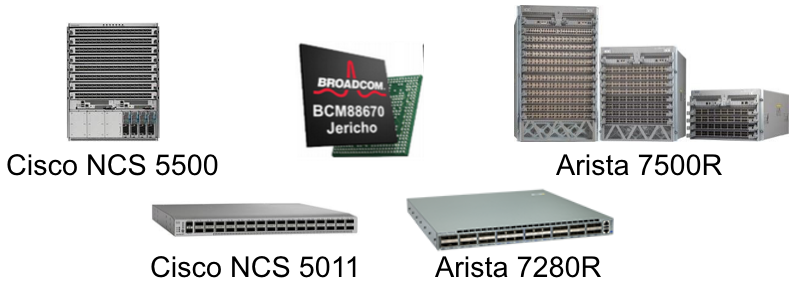 BROADCOM
BCM88670
Jericho
Cisco NCS 5500
Arista 7500R
Cisco NCS 5011
Arista 7280R